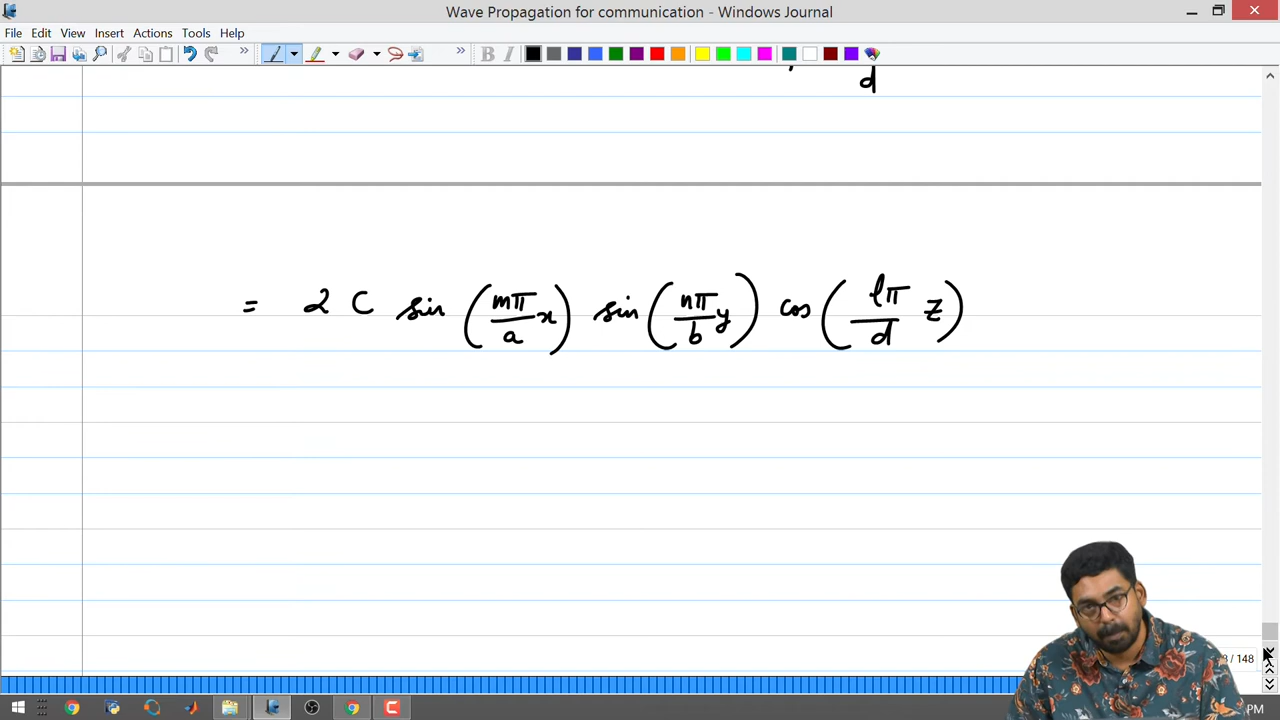 Wave Propagation for communication - Windows Journal
File Edit View Insert Actions Tools Help
B I
d
= 2 C sin (mπ/a x) sin (nπ/b y) cos (lπ/d z)
/ 148
PM